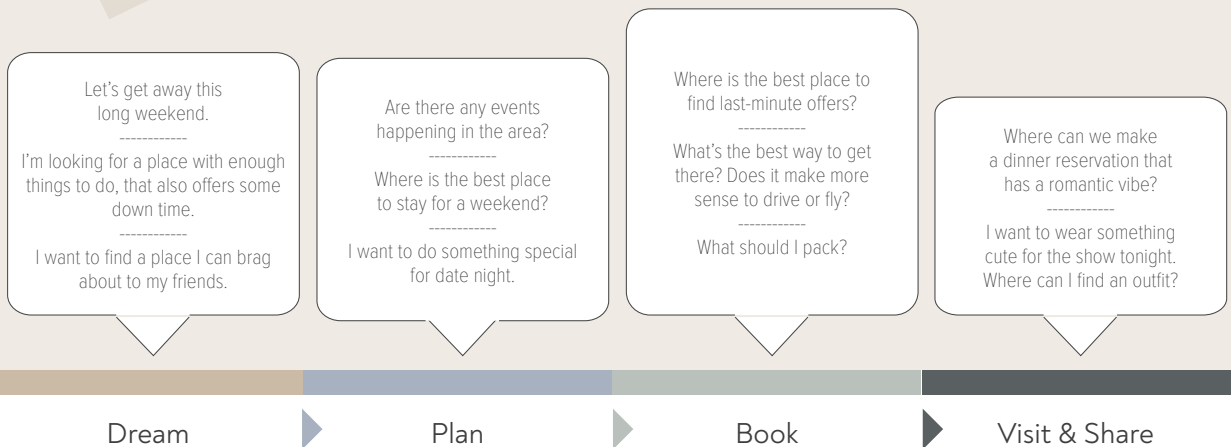 Let's get away this
long weekend.
------------
I'm looking for a place with enough
things to do, that also offers some
down time.
------------
I want to find a place I can brag
about to my friends.
Are there any events
happening in the area?
------------
Where is the best place
to stay for a weekend?
------------
I want to do something special
for date night.
Where is the best place to
find last-minute offers?
------------
What's the best way to get
there? Does it make more
sense to drive or fly?
------------
What should I pack?
Where can we make
a dinner reservation that
has a romantic vibe?
------------
I want to wear something
cute for the show tonight.
Where can I find an outfit?
Dream
Plan
Book
Visit & Share